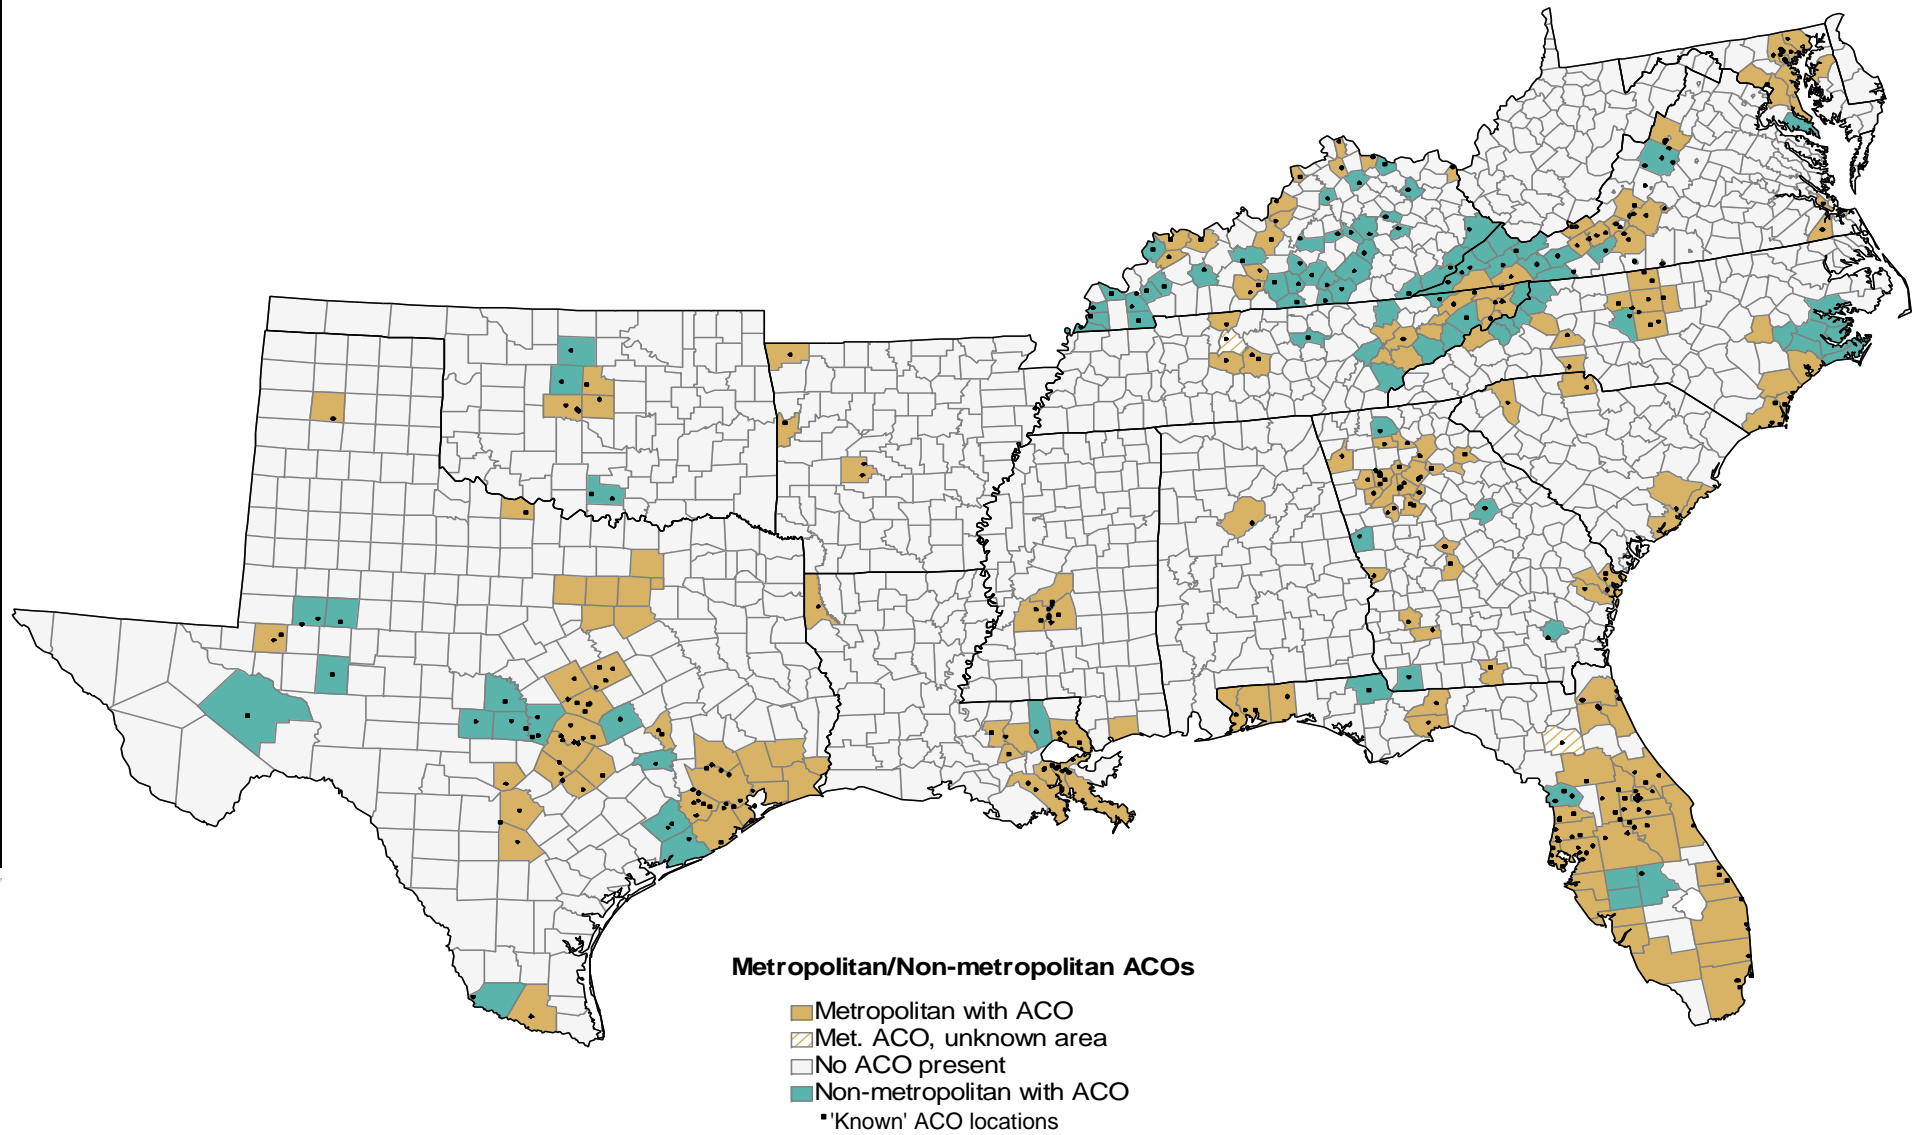 Metropolitan/Non-metropolitan ACOs
Metropolitan with ACO
Met. ACO, unknown area
No ACO present
Non-metropolitan with ACO
'Known' ACO locations